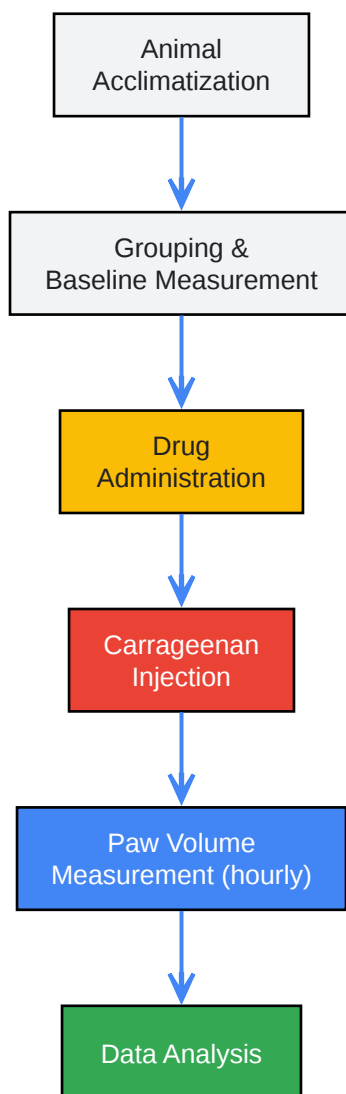 Animal
Acclimatization
Grouping &
Baseline Measurement
Drug
Administration
Carrageenan
Injection
Paw Volume
Measurement (hourly)
Data Analysis